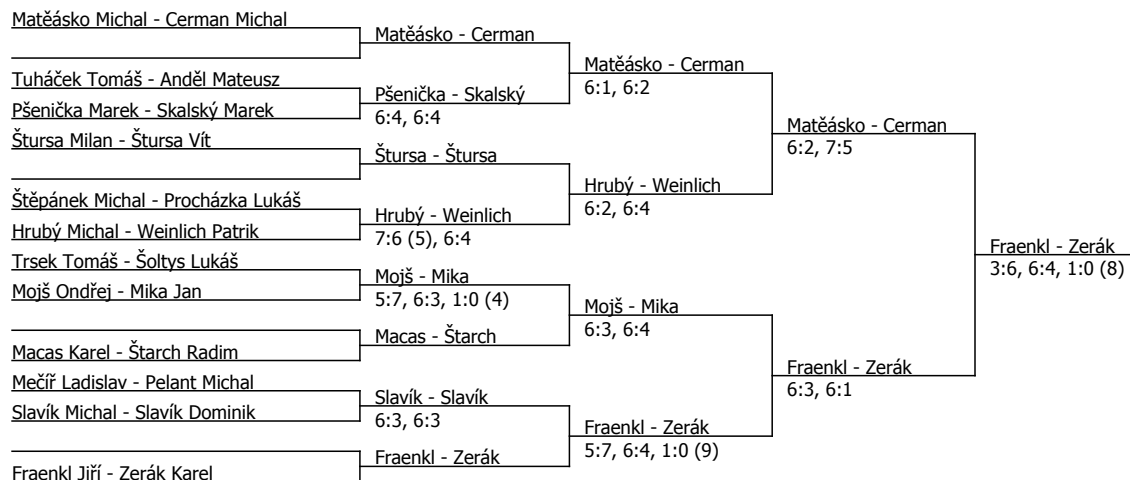 Matěásko Michal - Cerman Michal
Tuháček Tomáš - Anděl Mateusz
Pšenička Marek - Skalský Marek
Štursa Milan - Štursa Vít
Štěpánek Michal - Procházka Lukáš
Hrubý Michal - Weinlich Patrik
Trsek Tomáš - Šoltys Lukáš
Mojš Ondřej - Mika Jan
Macas Karel - Štarch Radim
Mečíř Ladislav - Pelant Michal
Slavík Michal - Slavík Dominik
Fraenkl Jiří - Zerák Karel
Matěásko - Cerman
Pšenička - Skalský
6:4, 6:4
Štursa - Štursa
Hrubý - Weinlich
7:6 (5), 6:4
Mojš - Mika
5:7, 6:3, 1:0 (4)
Macas - Štarch
Slavík - Slavík
6:3, 6:3
Fraenkl - Zerák
Matěásko - Cerman
6:1, 6:2
Hrubý - Weinlich
6:2, 6:4
Mojš - Mika
6:3, 6:4
Fraenkl - Zerák
5:7, 6:4, 1:0 (9)
Matěásko - Cerman
6:2, 7:5
Fraenkl - Zerák
6:3, 6:1
Fraenkl - Zerák
3:6, 6:4, 1:0 (8)